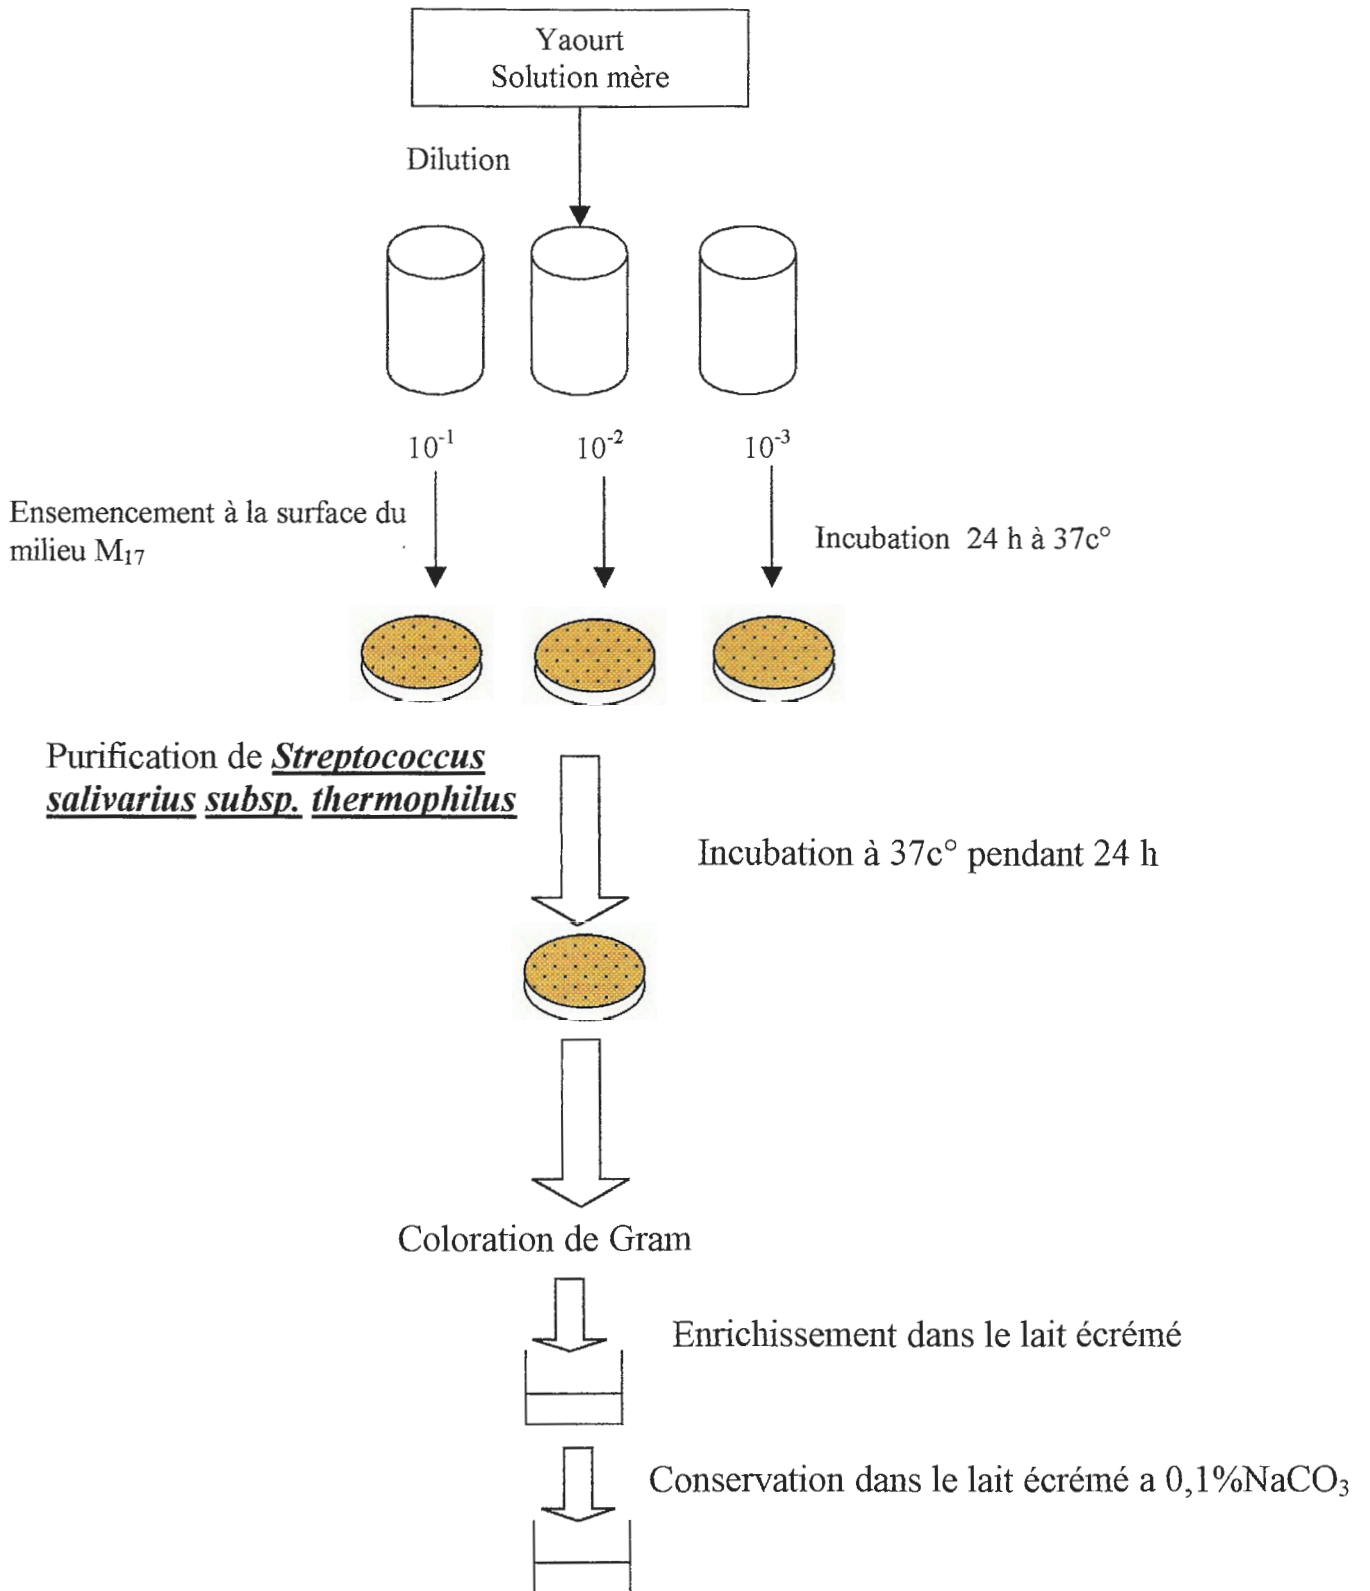 Yaourt
Solution mère
Dilution
10⁻¹ 10⁻² 10⁻³
Ensemencement à la surface du
milieu M₁₇
Incubation 24 h à 37c°
Purification de Streptococcus
salivarius subsp. thermophilus
Incubation à 37c° pendant 24 h
Coloration de Gram
Enrichissement dans le lait écrémé
Conservation dans le lait écrémé a 0,1%NaCO₃